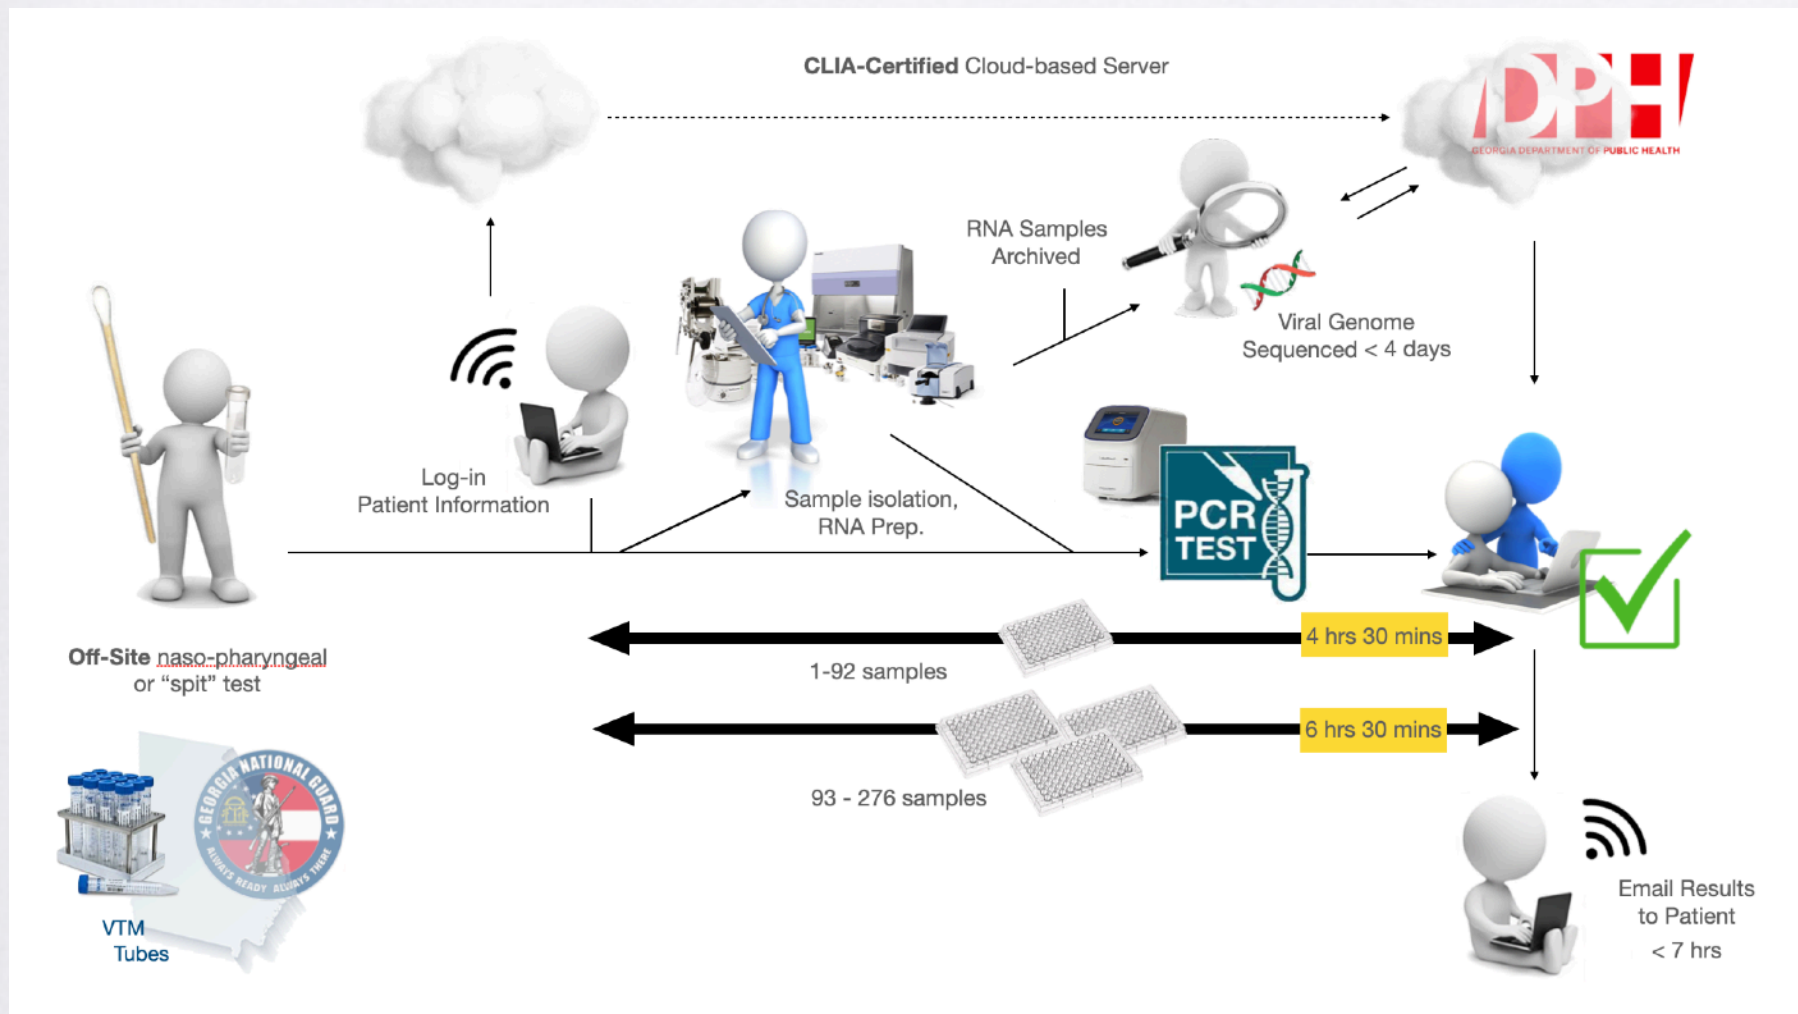 CLIA-Certified Cloud-based Server
DPH
GEORGIA DEPARTMENT OF PUBLIC HEALTH
RNA Samples
Archived
Viral Genome
Sequenced < 4 days
Log-in
Patient Information
Sample isolation,
RNA Prep.
PCR
TEST
Off-Site naso-pharyngeal
or “spit” test
4 hrs 30 mins
1-92 samples
6 hrs 30 mins
93 - 276 samples
GEORGIA NATIONAL GUARD
ALWAYS READY ALWAYS THERE
VTM
Tubes
Email Results
to Patient
< 7 hrs